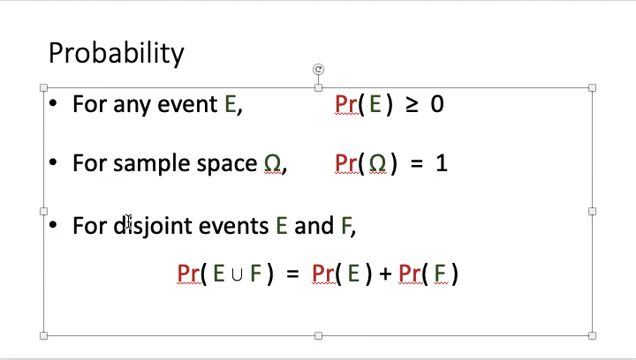 Probability
• For any event E, Pr( E ) ≥ 0
• For sample space Ω, Pr( Ω ) = 1
• For disjoint events E and F,
Pr( E ∪ F ) = Pr( E ) + Pr( F )